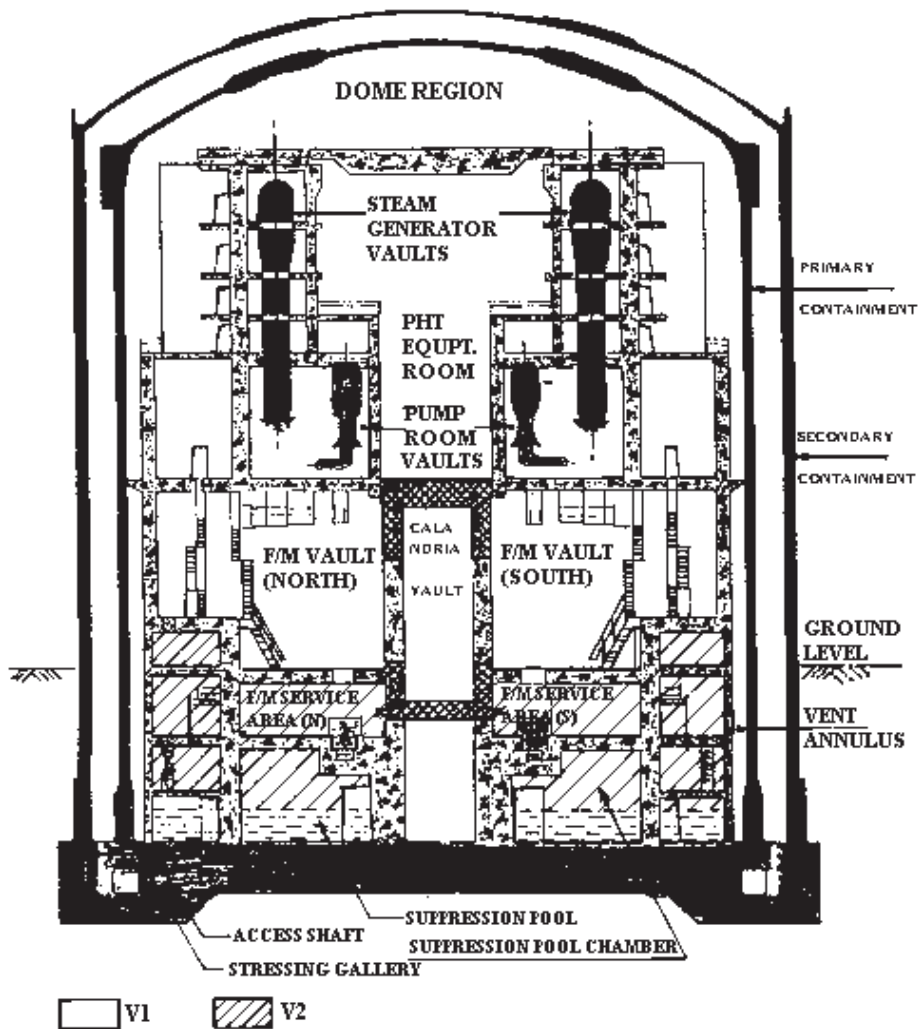 DOME REGION
STEAM
GENERATOR
VAULTS
PRIMARY
CONTAINMENT
PHT
EQUPT.
ROOM
PUMP
ROOM
VAULTS
SECONDARY
CONTAINMENT
CALA
NDRIA
VAULT
F/M VAULT
(NORTH)
F/M VAULT
(SOUTH)
GROUND
LEVEL
F/M SERVICE
AREA (N)
F/M SERVICE
AREA (S)
VENT
ANNULUS
SUPPRESSION POOL
ACCESS SHAFT
SUPPRESSION POOL CHAMBER
STRESSING GALLERY
V1
V2